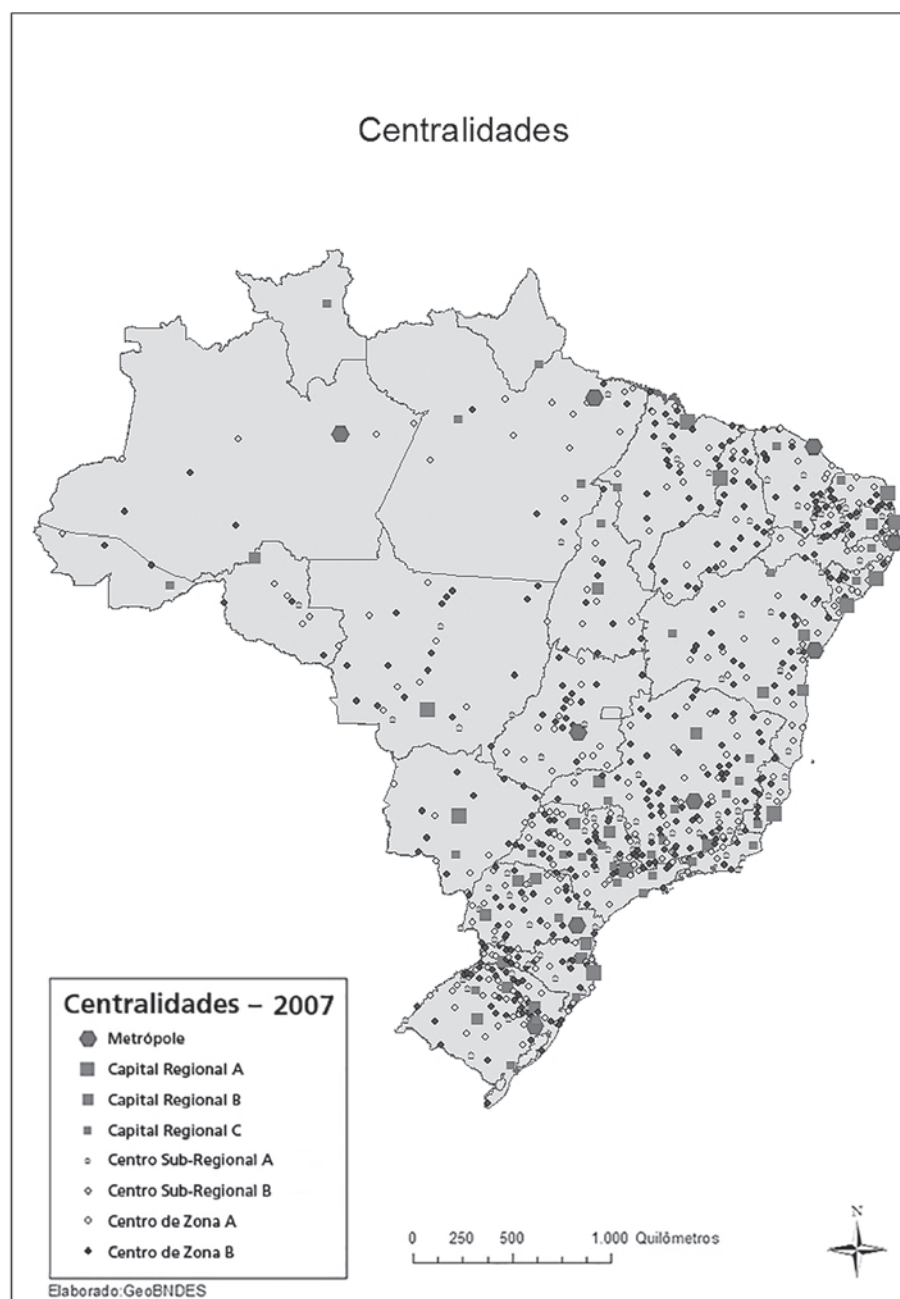 Centralidades
Centralidades – 2007
Metrópole
Capital Regional A
Capital Regional B
Capital Regional C
Centro Sub-Regional A
Centro Sub-Regional B
Centro de Zona A
Centro de Zona B
0 250 500 1.000 Quilômetros
N
Elaborado:GeoBNDES